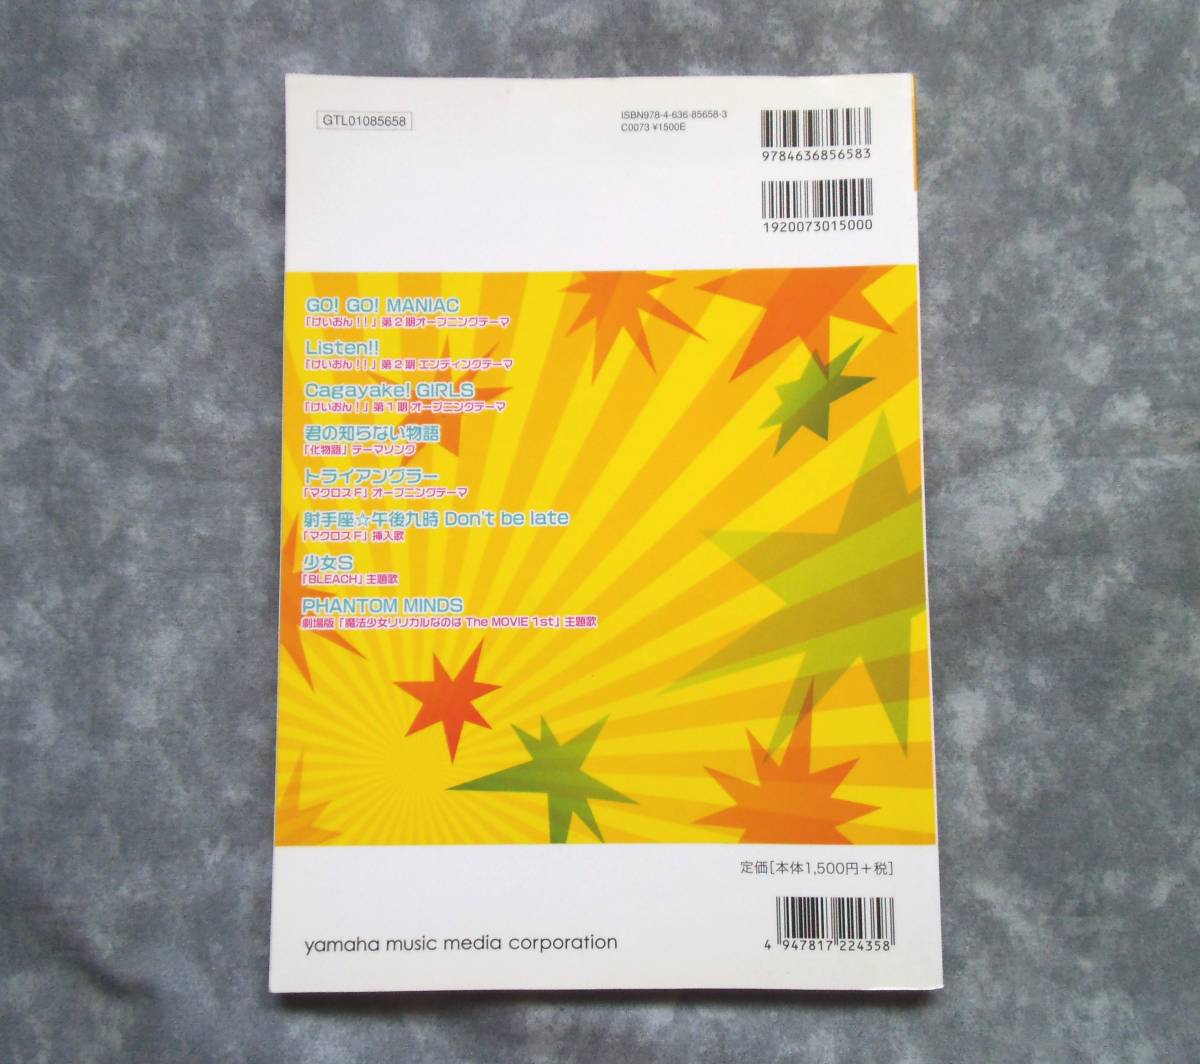 GTL01085658
ISBN978-4-636-85658-3
C0073 ¥1500E
9784636856583
1920073015000
GO! GO! MANIAC
「けいおん!!」第2期オープニングテーマ
Listen!!
「けいおん!!」第2期 エンディングテーマ
Cagayake! GIRLS
「けいおん!」第1期 オープニングテーマ
君の知らない物語
「化物語」テーマソング
トライアングラー
「マクロスF」オープニングテーマ
射手座☆午後九時 Don't be late
「マクロスF」挿入歌
少女S
「BLEACH」主題歌
PHANTOM MINDS
劇場版「魔法少女リリカルなのは The MOVIE 1st」主題歌
定価[本体1,500円+税]
yamaha music media corporation
4 947817 224358